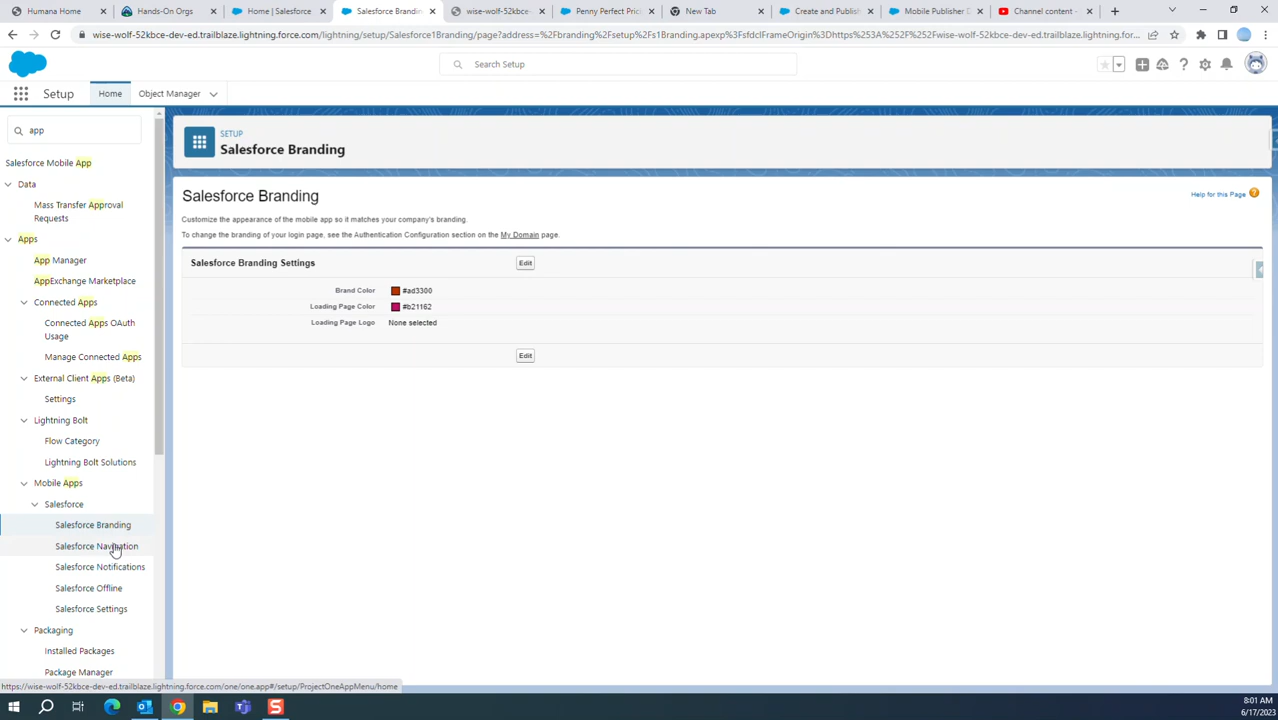 Humana Home
Hands-On Orgs
Home | Salesforce
Salesforce Branding
wise-wolf-52kbce-
Penny Perfect Prici
New Tab
Create and Publish
Mobile Publisher D
Channel content -
wise-wolf-52kbce-dev-ed.trailblaze.lightning.force.com/lightning/setup/Salesforce1Branding/page?address=%2Fbranding%2Fsetup%2Fs1Branding.apexp%3FsfdcIFrameOrigin%3Dhttps%253A%252F%252Fwise-wolf-52kbce-dev-ed.trailblaze.lightning.force.com%...
Search Setup
Setup
Home
Object Manager
app
Salesforce Mobile App
Data
Mass Transfer Approval
Requests
Apps
App Manager
AppExchange Marketplace
Connected Apps
Connected Apps OAuth
Usage
Manage Connected Apps
External Client Apps (Beta)
Settings
Lightning Bolt
Flow Category
Lightning Bolt Solutions
Mobile Apps
Salesforce
Salesforce Branding
Salesforce Navigation
Salesforce Notifications
Salesforce Offline
Salesforce Settings
Packaging
Installed Packages
Package Manager
SETUP
Salesforce Branding
Salesforce Branding
Help for this Page
Customize the appearance of the mobile app so it matches your company's branding.
To change the branding of your login page, see the Authentication Configuration section on the My Domain page.
Salesforce Branding Settings
Edit
Brand Color
#ad3300
Loading Page Color
#b21162
Loading Page Logo
None selected
Edit
https://wise-wolf-52kbce-dev-ed.trailblaze.lightning.force.com/one/one.app#/setup/ProjectOneAppMenu/home
8:01 AM
6/17/2023